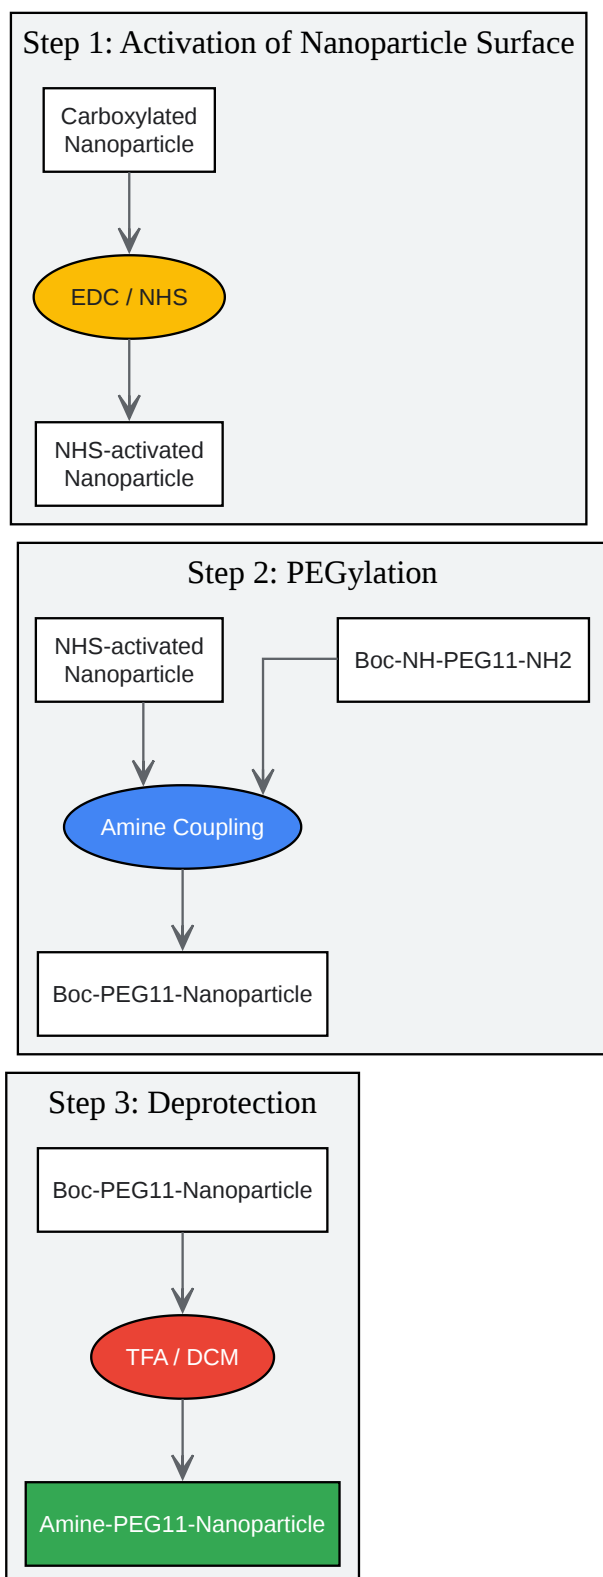 Step 1: Activation of Nanoparticle Surface
Carboxylated
Nanoparticle
EDC / NHS
NHS-activated
Nanoparticle
Step 2: PEGylation
NHS-activated
Nanoparticle
Boc-NH-PEG11-NH2
Amine Coupling
Boc-PEG11-Nanoparticle
Step 3: Deprotection
Boc-PEG11-Nanoparticle
TFA / DCM
Amine-PEG11-Nanoparticle